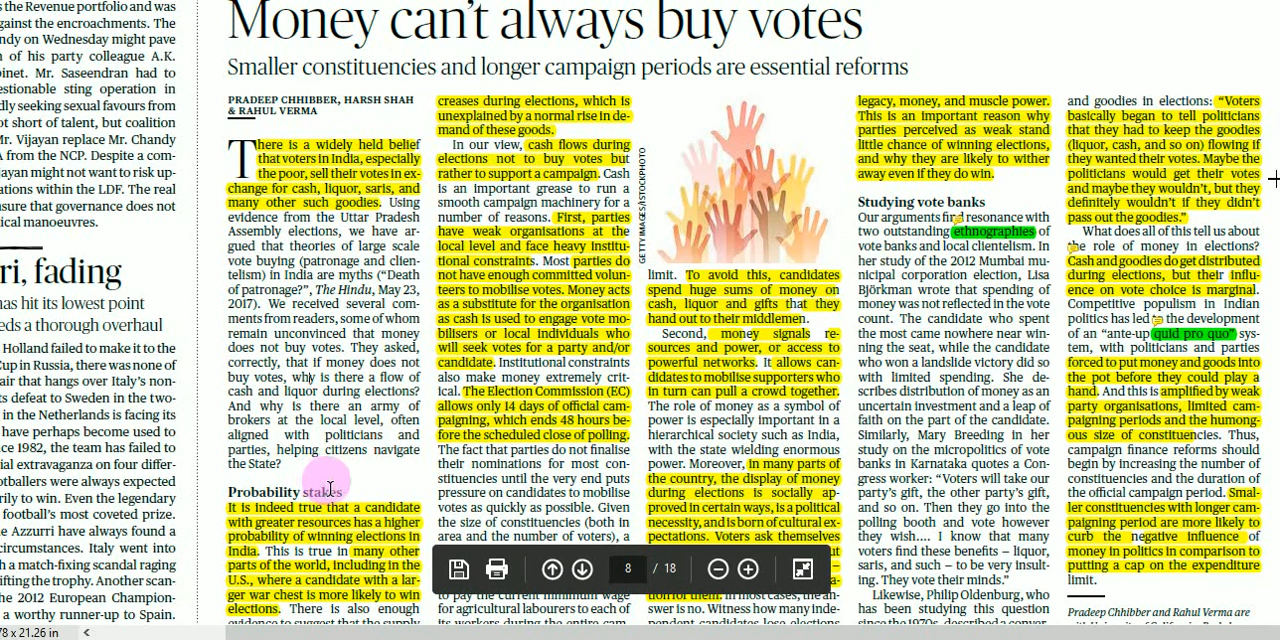 s the Revenue portfolio and was
gainst the encroachments. The
ndy on Wednesday might pave
n of his party colleague A.K.
binet. Mr. Saseendran had to
estionable sting operation in
dly seeking sexual favours from
ot short of talent, but coalition
Mr. Vijayan replace Mr. Chandy
A from the NCP. Despite a com-
ayan might not want to risk up-
ations within the LDF. The real
nsure that governance does not
ical manoeuvres.
ri, fading
has hit its lowest point
eeds a thorough overhaul
Holland failed to make it to the
Cup in Russia, there was none of
air that hangs over Italy's non-
ts defeat to Sweden in the two-
in the Netherlands is facing its
have perhaps become used to
ce 1982, the team has failed to
ial extravaganza on four differ-
otballers were always expected
rily to win. Even the legendary
football's most coveted prize.
e Azzurri have always found a
circumstances. Italy went into
h a match-fixing scandal raging
ifting the trophy. Another scan-
he 2012 European Champion-
a worthy runner-up to Spain.
Money can't always buy votes
Smaller constituencies and longer campaign periods are essential reforms
PRADEEP CHHIBBER, HARSH SHAH
& RAHUL VERMA
There is a widely held belief
that voters in India, especially
the poor, sell their votes in ex-
change for cash, liquor, saris, and
many other such goodies. Using
evidence from the Uttar Pradesh
Assembly elections, we have ar-
gued that theories of large scale
vote buying (patronage and clien-
telism) in India are myths ("Death
of patronage?", The Hindu, May 23,
2017). We received several com-
ments from readers, some of whom
remain unconvinced that money
does not buy votes. They asked,
correctly, that if money does not
buy votes, why is there a flow of
cash and liquor during elections?
And why is there an army of
brokers at the local level, often
aligned with politicians and
parties, helping citizens navigate
the State?
Probability stakes
It is indeed true that a candidate
with greater resources has a higher
probability of winning elections in
India. This is true in many other
parts of the world, including in the
U.S., where a candidate with a lar-
ger war chest is more likely to win
elections. There is also enough
evidence to suggest that the supply
creases during elections, which is
unexplained by a normal rise in de-
mand of these goods.
In our view, cash flows during
elections not to buy votes but
rather to support a campaign. Cash
is an important grease to run a
smooth campaign machinery for a
number of reasons. First, parties
have weak organisations at the
local level and face heavy institu-
tional constraints. Most parties do
not have enough committed volun-
teers to mobilise votes. Money acts
as a substitute for the organisation
as cash is used to engage vote mo-
bilisers or local individuals who
will seek votes for a party and/or
candidate. Institutional constraints
also make money extremely crit-
ical. The Election Commission (EC)
allows only 14 days of official cam-
paigning, which ends 48 hours be-
fore the scheduled close of polling.
The fact that parties do not finalise
their nominations for most con-
stituencies until the very end puts
pressure on candidates to mobilise
votes as quickly as possible. Given
the size of constituencies (both in
area and the number of voters), a
to pay the current minimum wage
for agricultural labourers to each of
its workers during the entire cam-
GETTY IMAGES/ISTOCKPHOTO
limit. To avoid this, candidates
spend huge sums of money on
cash, liquor and gifts that they
hand out to their middlemen.
Second, money signals re-
sources and power, or access to
powerful networks. It allows can-
didates to mobilise supporters who
in turn can pull a crowd together.
The role of money as a symbol of
power is especially important in a
hierarchical society such as India,
with the state wielding enormous
power. Moreover, in many parts of
the country, the display of money
during elections is socially ap-
proved in certain ways, is a political
necessity, and is born of cultural ex-
pectations. Voters ask themselves
tion for them. In most cases, the an-
swer is no. Witness how many inde-
pendent candidates lose elections
legacy, money, and muscle power.
This is an important reason why
parties perceived as weak stand
little chance of winning elections,
and why they are likely to wither
away even if they do win.
Studying vote banks
Our arguments find resonance with
two outstanding ethnographies of
vote banks and local clientelism. In
her study of the 2012 Mumbai mu-
nicipal corporation election, Lisa
Björkman wrote that spending of
money was not reflected in the vote
count. The candidate who spent
the most came nowhere near win-
ning the seat, while the candidate
who won a landslide victory did so
with limited spending. She de-
scribes distribution of money as an
uncertain investment and a leap of
faith on the part of the candidate.
Similarly, Mary Breeding in her
study on the micropolitics of vote
banks in Karnataka quotes a Con-
gress worker: "Voters will take our
party's gift, the other party's gift,
and so on. Then they go into the
polling booth and vote however
they wish.... I know that many
voters find these benefits – liquor,
saris, and such – to be very insult-
ing. They vote their minds."
Likewise, Philip Oldenburg, who
has been studying this question
since the 1970s, described a conver-
and goodies in elections: "Voters
basically began to tell politicians
that they had to keep the goodies
(liquor, cash, and so on) flowing if
they wanted their votes. Maybe the
politicians would get their votes
and maybe they wouldn't, but they
definitely wouldn't if they didn't
pass out the goodies."
What does all of this tell us about
the role of money in elections?
Cash and goodies do get distributed
during elections, but their influ-
ence on vote choice is marginal.
Competitive populism in Indian
politics has led to the development
of an "ante-up quid pro quo" sys-
tem, with politicians and parties
forced to put money and goods into
the pot before they could play a
hand. And this is amplified by weak
party organisations, limited cam-
paigning periods and the humong-
ous size of constituencies. Thus,
campaign finance reforms should
begin by increasing the number of
constituencies and the duration of
the official campaign period. Smal-
ler constituencies with longer cam-
paigning period are more likely to
curb the negative influence of
money in politics in comparison to
putting a cap on the expenditure
limit.
Pradeep Chhibber and Rahul Verma are
8 / 18
78 x 21.26 in